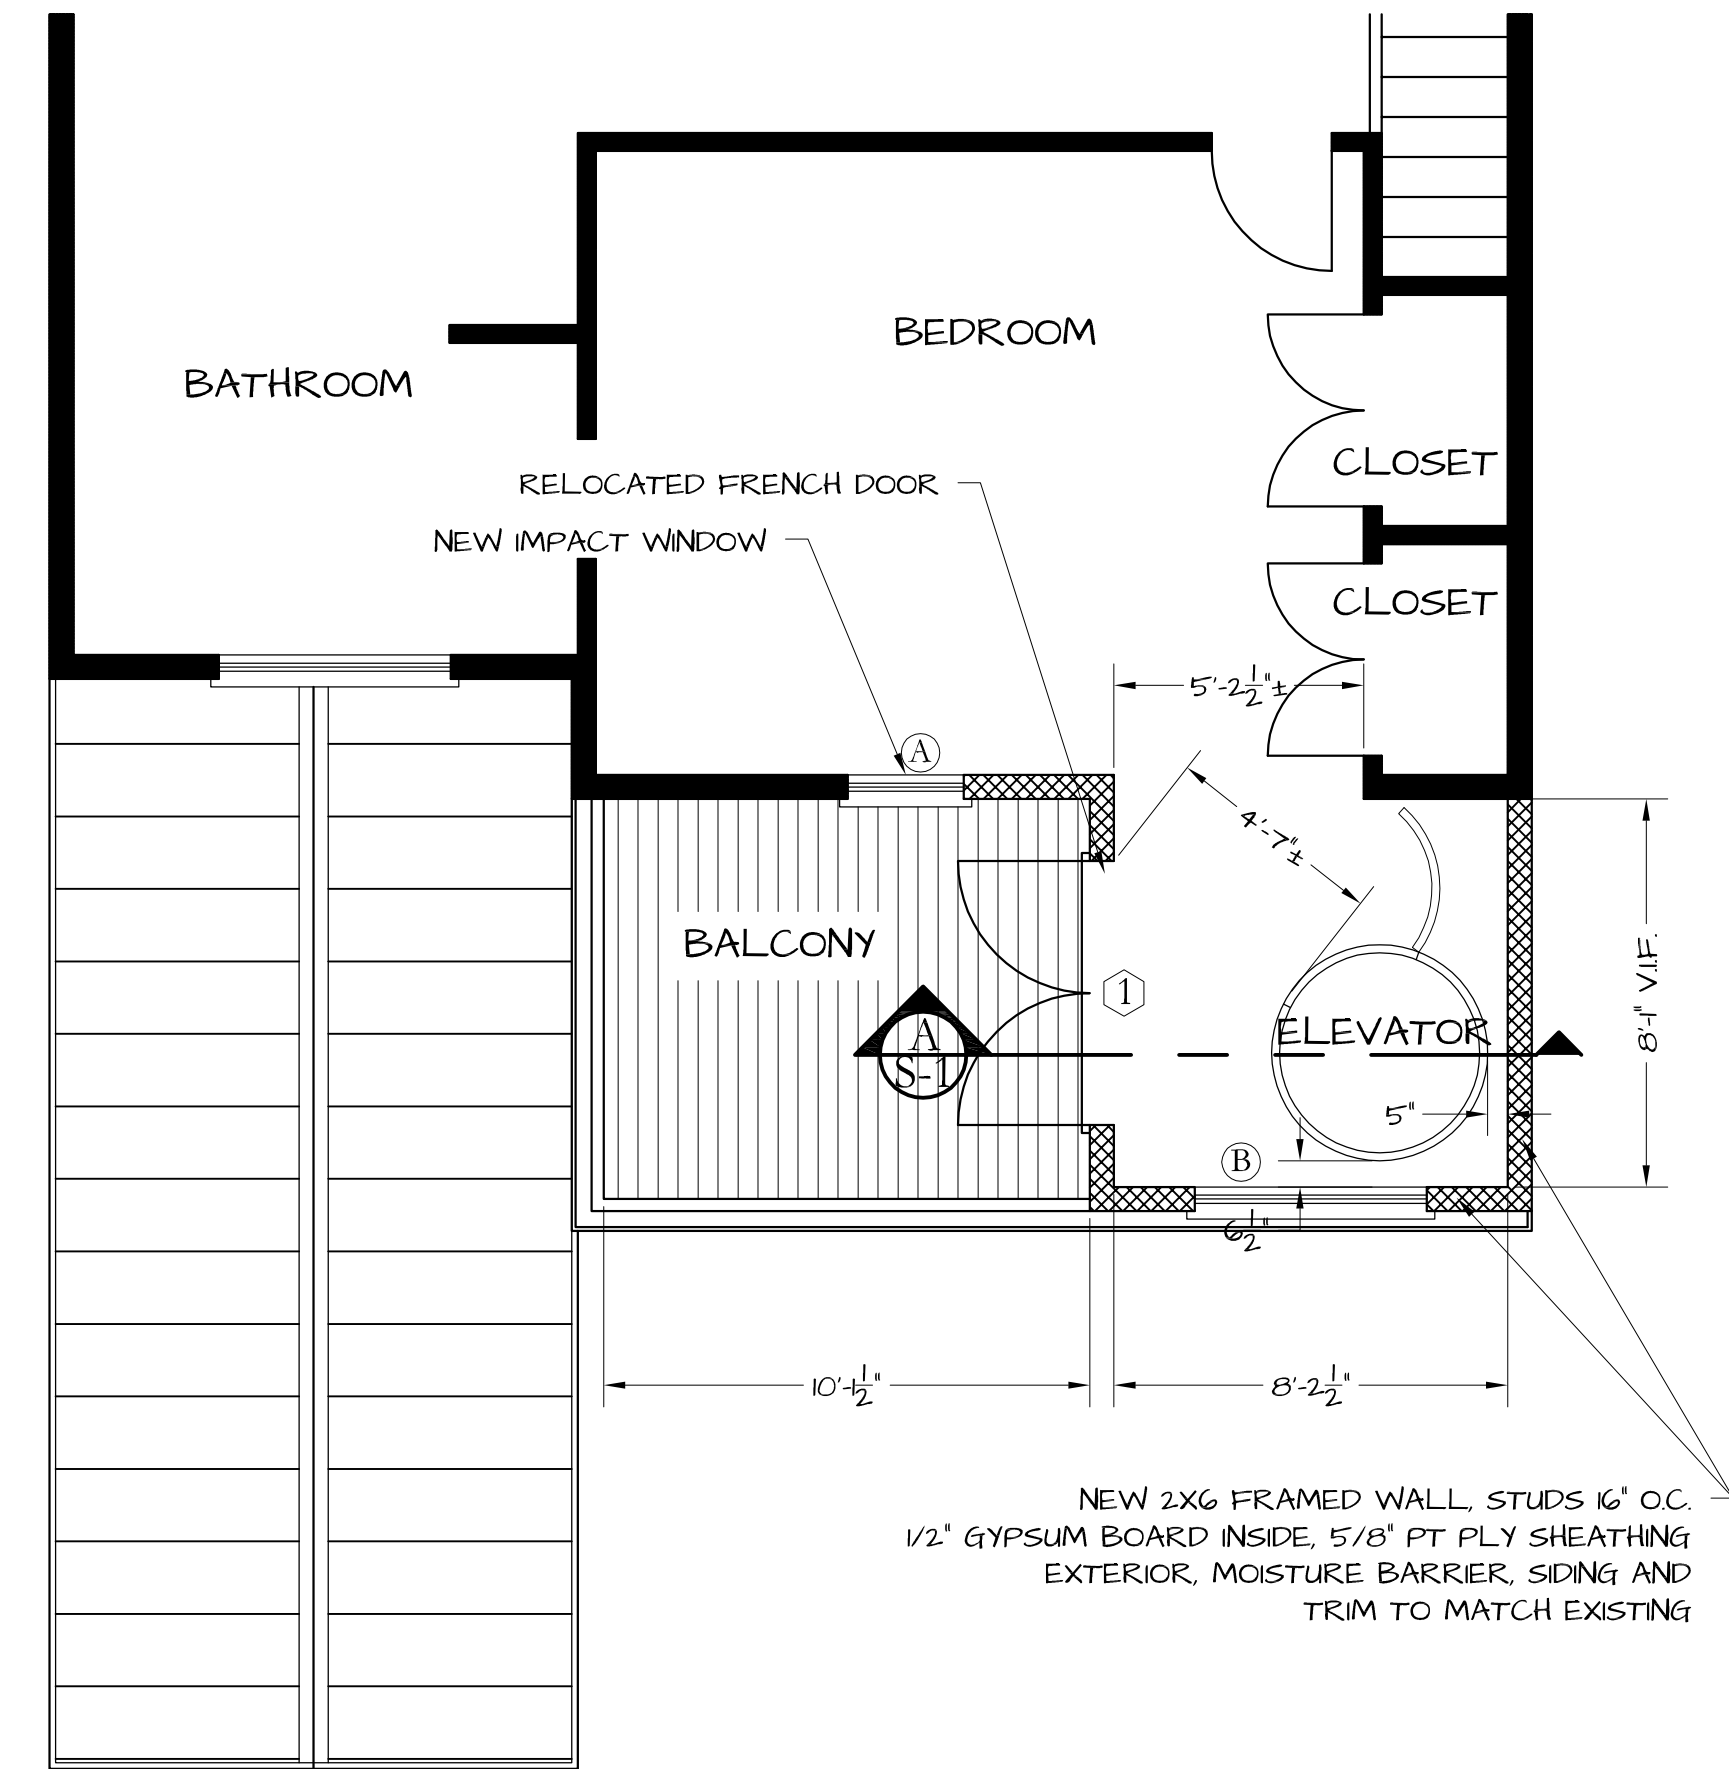 BEDROOM
BATHROOM
CLOSET
RELOCATED FRENCH DOOR
NEW IMPACT WINDOW
CLOSET
5'-2 1/2"±
A
4'-7"±
BALCONY
8'-1" V.I.F.
1
ELEVATOR
A
S-1
5"
B
6 1/2"
10'-1 1/2"
8'-2 1/2"
NEW 2X6 FRAMED WALL, STUDS 16" O.C.
1/2" GYPSUM BOARD INSIDE, 5/8" PT PLY SHEATHING
EXTERIOR, MOISTURE BARRIER, SIDING AND
TRIM TO MATCH EXISTING